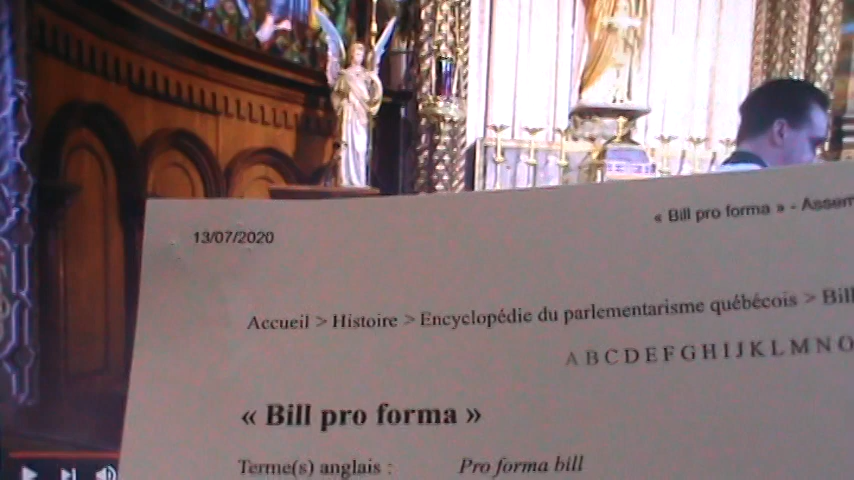 « Bill pro forma » - Assem
13/07/2020
Accueil > Histoire > Encyclopédie du parlementarisme québécois > Bill
A B C D E F G H I J K L M N O
« Bill pro forma »
Terme(s) anglais : Pro forma bill